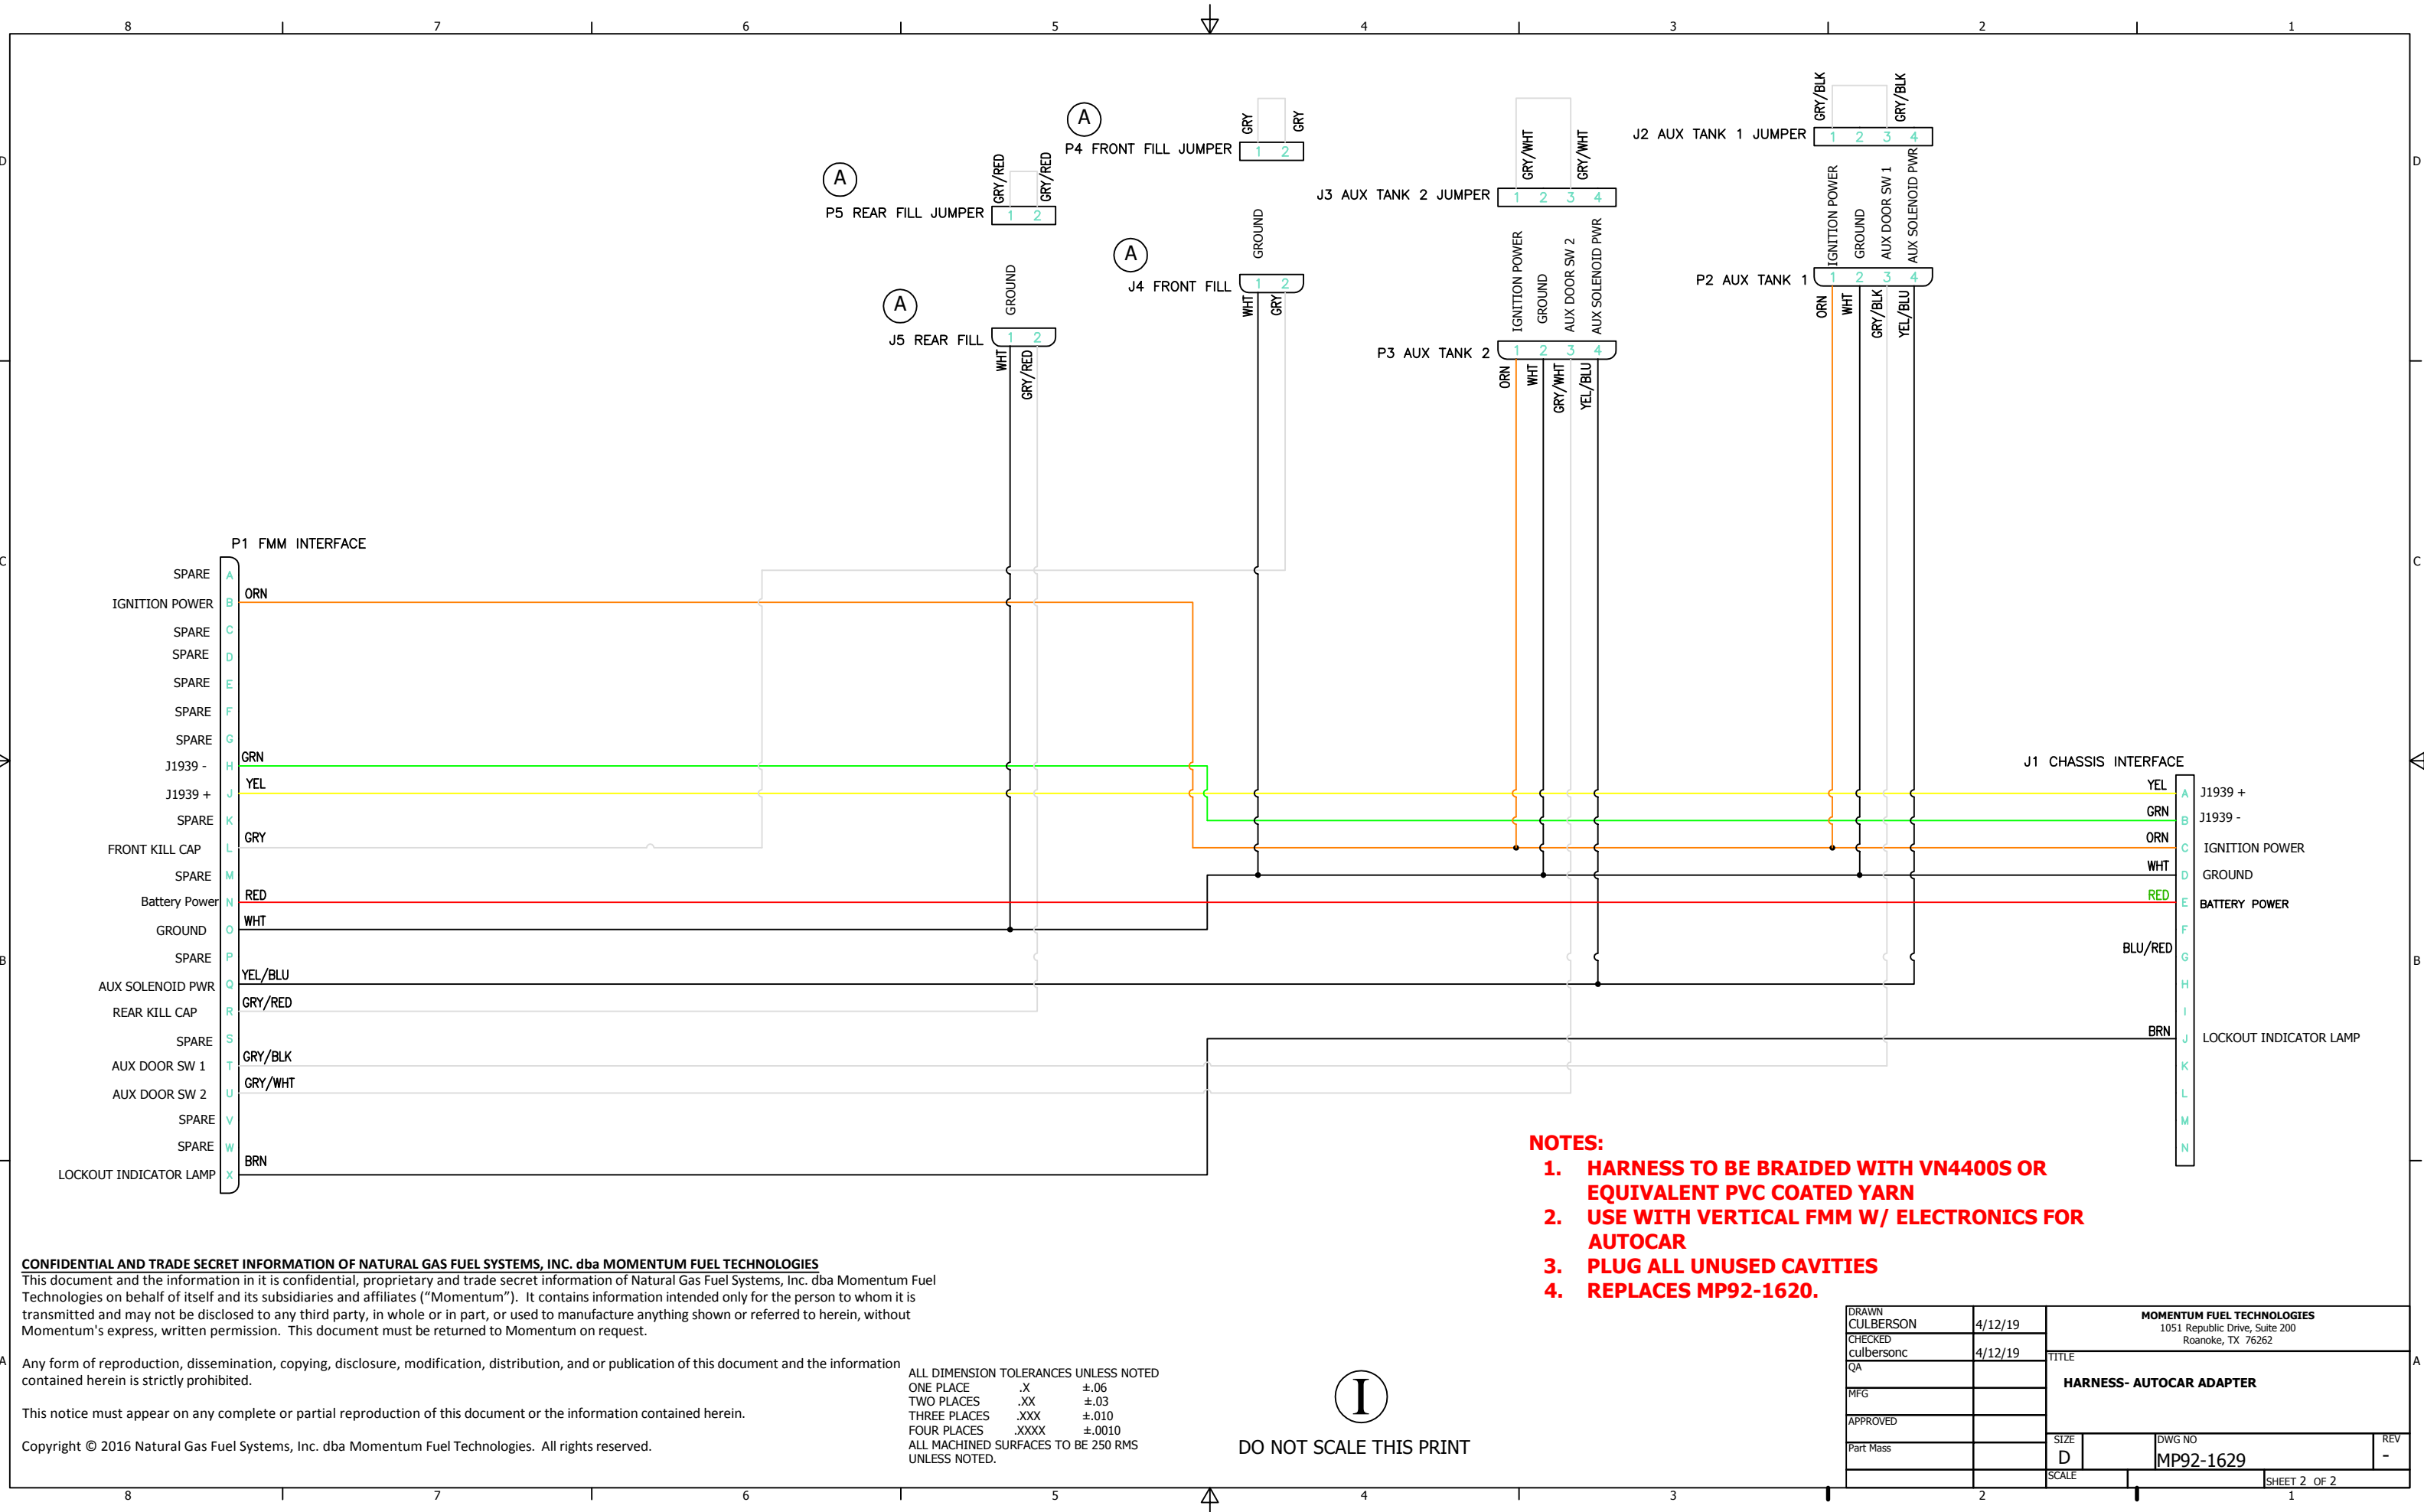 8 7 6 5 4 3 2 1
D
C
B
A
D
C
B
A
A
P5 REAR FILL JUMPER
GRY/RED
GRY/RED
1 2
A
P4 FRONT FILL JUMPER
GRY
GRY
1 2
J3 AUX TANK 2 JUMPER
GRY/WHT
GRY/WHT
1 2 3 4
J2 AUX TANK 1 JUMPER
GRY/BLK
GRY/BLK
1 2 3 4
A
J5 REAR FILL
GROUND
1 2
WHT
GRY/RED
A
J4 FRONT FILL
GROUND
1 2
WHT
GRY
P3 AUX TANK 2
IGNITION POWER
GROUND
AUX DOOR SW 2
AUX SOLENOID PWR
1 2 3 4
ORN
WHT
GRY/WHT
YEL/BLU
P2 AUX TANK 1
IGNITION POWER
GROUND
AUX DOOR SW 1
AUX SOLENOID PWR
1 2 3 4
ORN
WHT
GRY/BLK
YEL/BLU
P1 FMM INTERFACE
SPARE A
IGNITION POWER B ORN
SPARE C
SPARE D
SPARE E
SPARE F
SPARE G
J1939 - H GRN
J1939 + J YEL
SPARE K
FRONT KILL CAP L GRY
SPARE M
Battery Power N RED
GROUND O WHT
SPARE P
AUX SOLENOID PWR Q YEL/BLU
REAR KILL CAP R GRY/RED
SPARE S
AUX DOOR SW 1 T GRY/BLK
AUX DOOR SW 2 U GRY/WHT
SPARE V
SPARE W
LOCKOUT INDICATOR LAMP X BRN
J1 CHASSIS INTERFACE
YEL A J1939 +
GRN B J1939 -
ORN C IGNITION POWER
WHT D GROUND
RED E BATTERY POWER
F
BLU/RED G
H
I
BRN J LOCKOUT INDICATOR LAMP
K
L
M
N
NOTES:
1. HARNESS TO BE BRAIDED WITH VN4400S OR
EQUIVALENT PVC COATED YARN
2. USE WITH VERTICAL FMM W/ ELECTRONICS FOR
AUTOCAR
3. PLUG ALL UNUSED CAVITIES
4. REPLACES MP92-1620.
CONFIDENTIAL AND TRADE SECRET INFORMATION OF NATURAL GAS FUEL SYSTEMS, INC. dba MOMENTUM FUEL TECHNOLOGIES
This document and the information in it is confidential, proprietary and trade secret information of Natural Gas Fuel Systems, Inc. dba Momentum Fuel
Technologies on behalf of itself and its subsidiaries and affiliates (“Momentum”). It contains information intended only for the person to whom it is
transmitted and may not be disclosed to any third party, in whole or in part, or used to manufacture anything shown or referred to herein, without
Momentum's express, written permission. This document must be returned to Momentum on request.
Any form of reproduction, dissemination, copying, disclosure, modification, distribution, and or publication of this document and the information
contained herein is strictly prohibited.
This notice must appear on any complete or partial reproduction of this document or the information contained herein.
Copyright © 2016 Natural Gas Fuel Systems, Inc. dba Momentum Fuel Technologies. All rights reserved.
ALL DIMENSION TOLERANCES UNLESS NOTED
ONE PLACE .X ±.06
TWO PLACES .XX ±.03
THREE PLACES .XXX ±.010
FOUR PLACES .XXXX ±.0010
ALL MACHINED SURFACES TO BE 250 RMS
UNLESS NOTED.
I
DO NOT SCALE THIS PRINT
DRAWN
CULBERSON 4/12/19
CHECKED
culbersonc 4/12/19
QA
MFG
APPROVED
Part Mass
MOMENTUM FUEL TECHNOLOGIES
1051 Republic Drive, Suite 200
Roanoke, TX 76262
TITLE
HARNESS- AUTOCAR ADAPTER
SIZE
D
DWG NO
MP92-1629
REV
-
SCALE
SHEET 2 OF 2
8 7 6 5 4 3 2 1